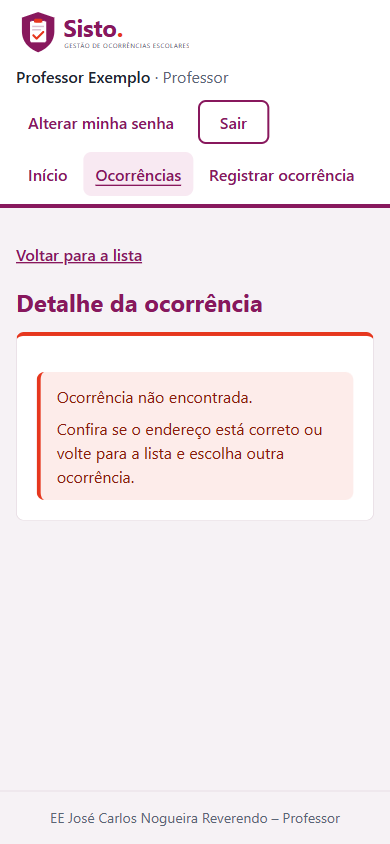 Sisto.
GESTÃO DE OCORRÊNCIAS ESCOLARES
Professor Exemplo · Professor
Alterar minha senha
Sair
Início
Ocorrências
Registrar ocorrência
Voltar para a lista
Detalhe da ocorrência
Ocorrência não encontrada.
Confira se o endereço está correto ou
volte para a lista e escolha outra
ocorrência.
EE José Carlos Nogueira Reverendo – Professor